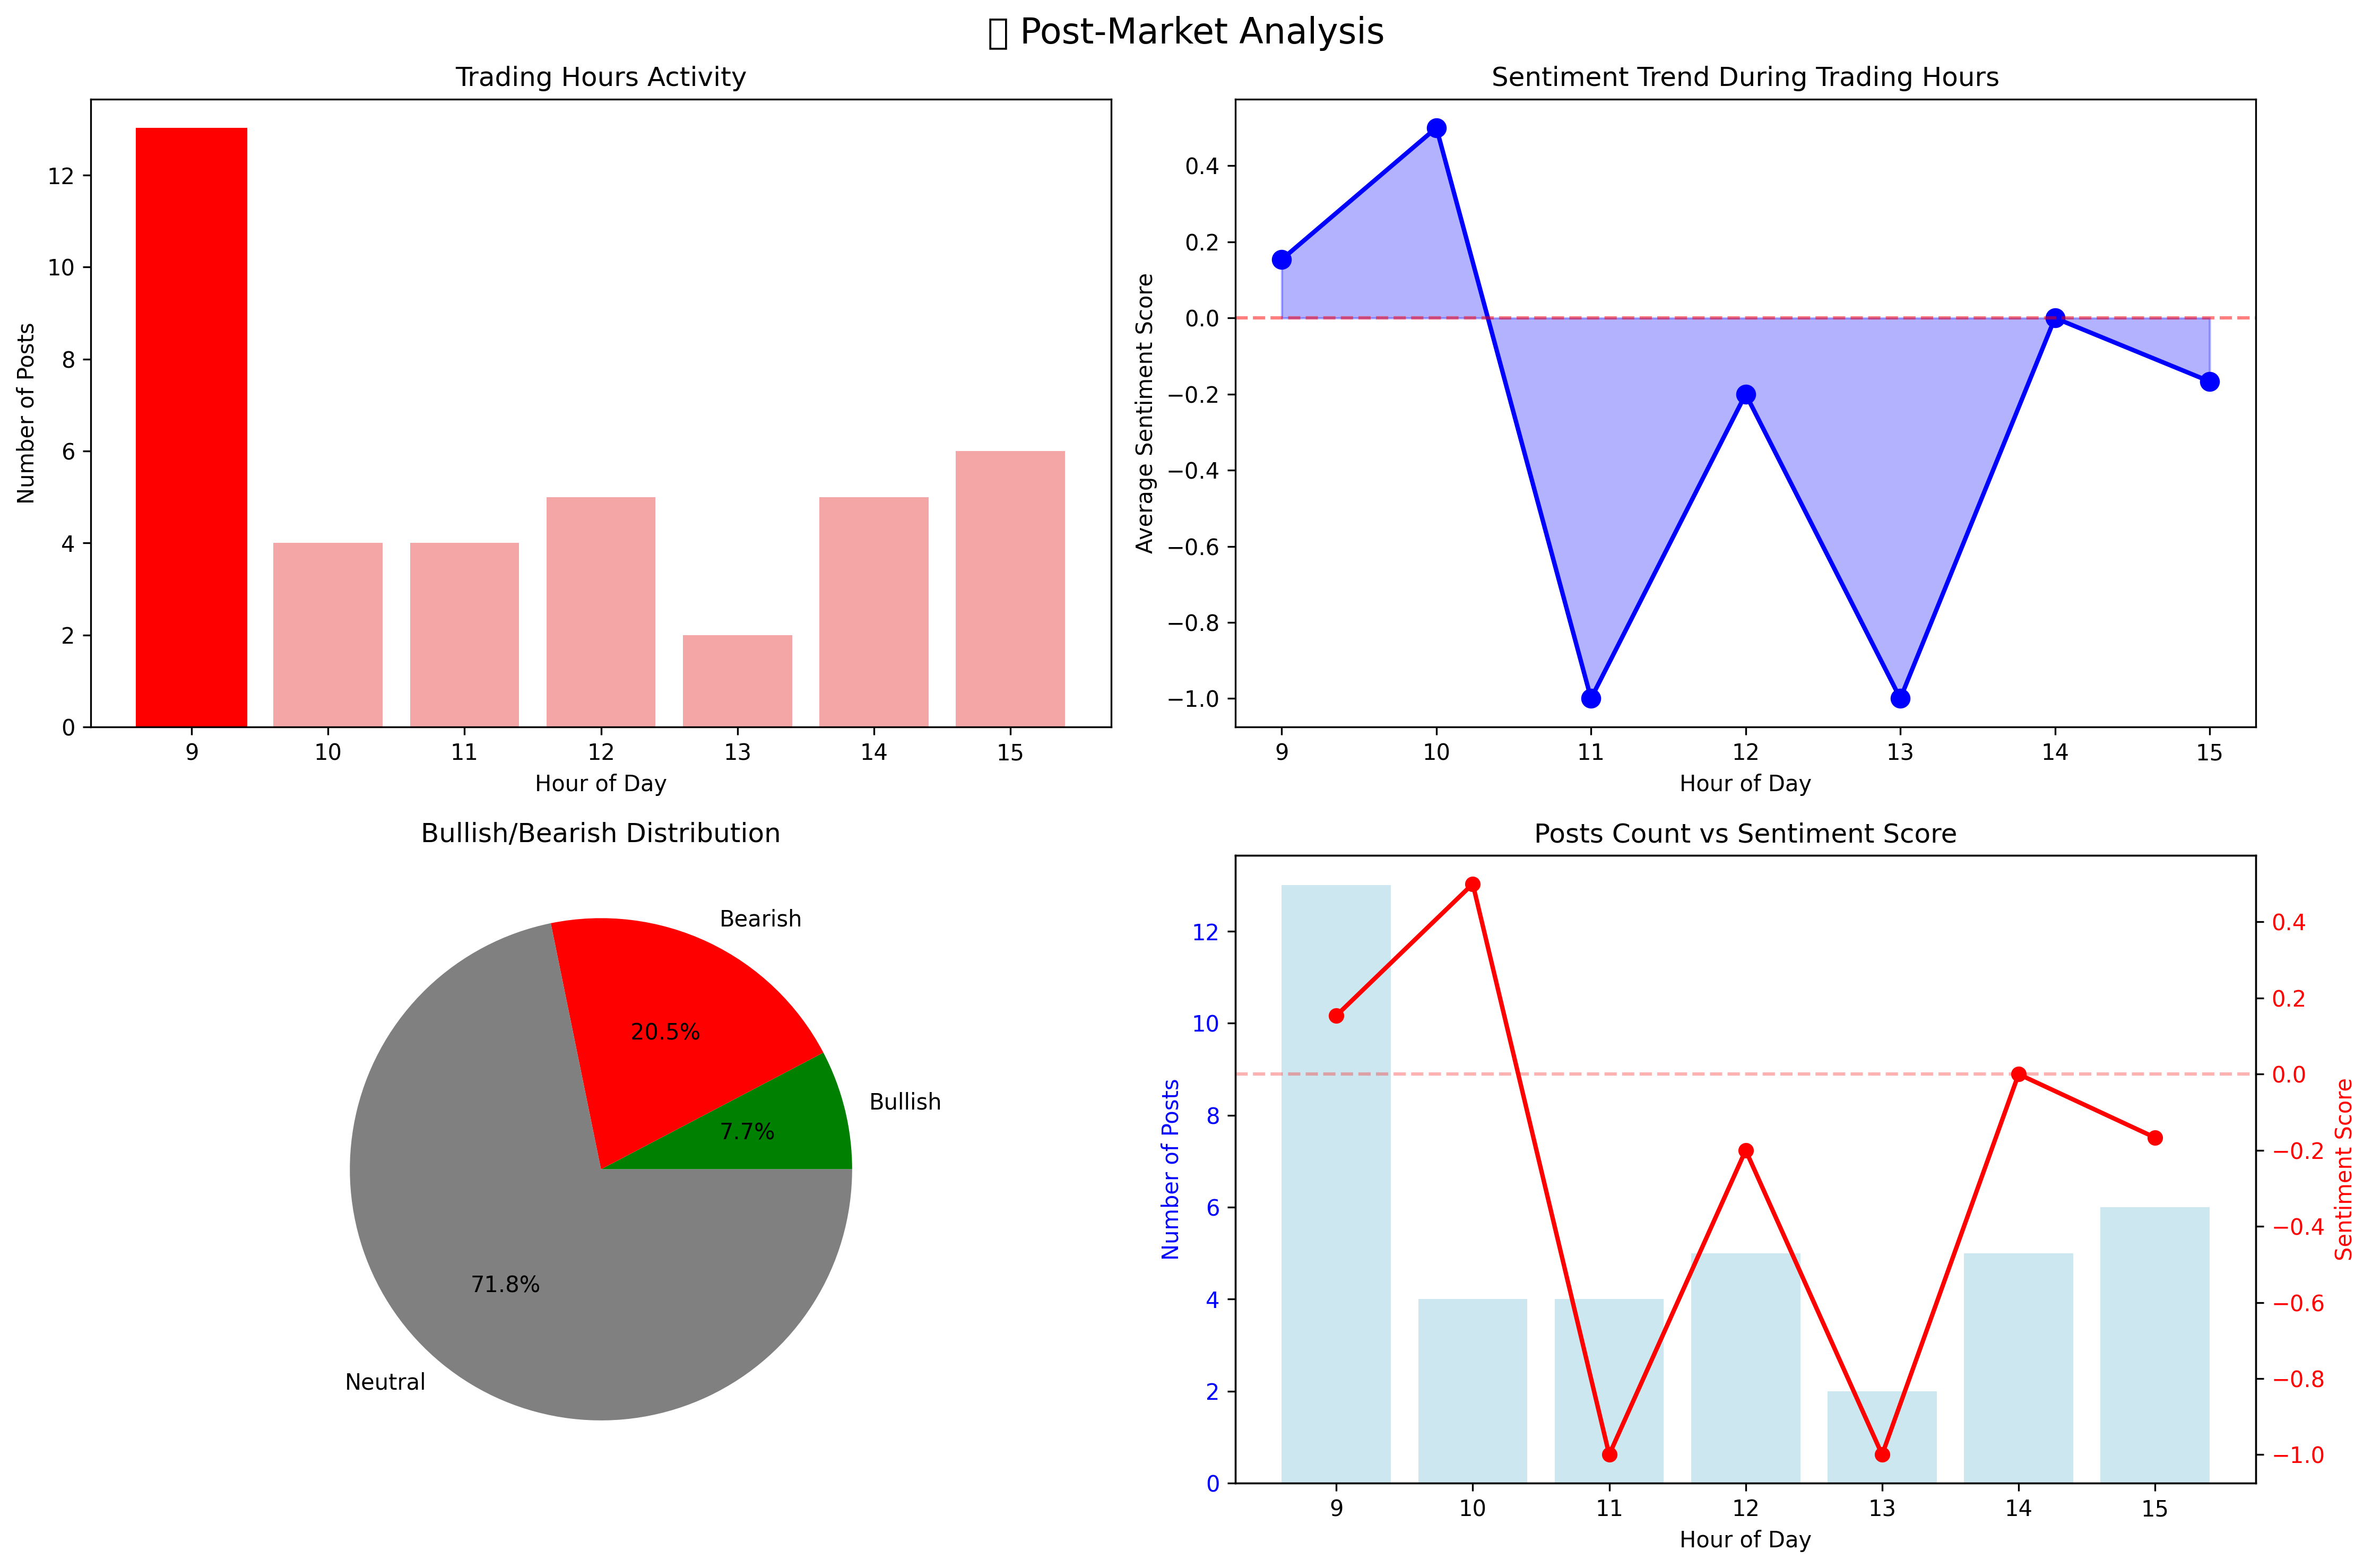 Post-Market Analysis
Trading Hours Activity
Number of Posts
12
10
8
6
4
2
0
9 10 11 12 13 14 15
Hour of Day
Sentiment Trend During Trading Hours
Average Sentiment Score
0.4
0.2
0.0
−0.2
−0.4
−0.6
−0.8
−1.0
9 10 11 12 13 14 15
Hour of Day
Bullish/Bearish Distribution
Bearish
20.5%
Bullish
7.7%
71.8%
Neutral
Posts Count vs Sentiment Score
Number of Posts
12
10
8
6
4
2
0
0.4
0.2
0.0
−0.2
−0.4
−0.6
−0.8
−1.0
Sentiment Score
9 10 11 12 13 14 15
Hour of Day